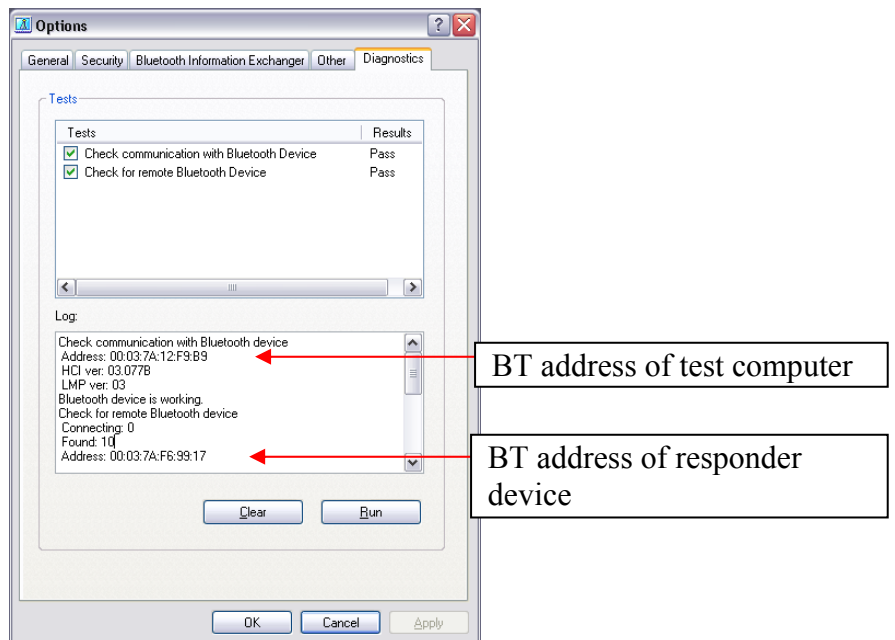 Options
General Security Bluetooth Information Exchanger Other Diagnostics
Tests
Tests Results
Check communication with Bluetooth Device Pass
Check for remote Bluetooth Device Pass
Log:
Check communication with Bluetooth device
Address: 00:03:7A:12:F9:B9
HCI ver: 03.077B
LMP ver: 03
Bluetooth device is working.
Check for remote Bluetooth device
Connecting: 0
Found: 10
Address: 00:03:7A:F6:99:17
BT address of test computer
BT address of responder
device
Clear Run
OK Cancel Apply